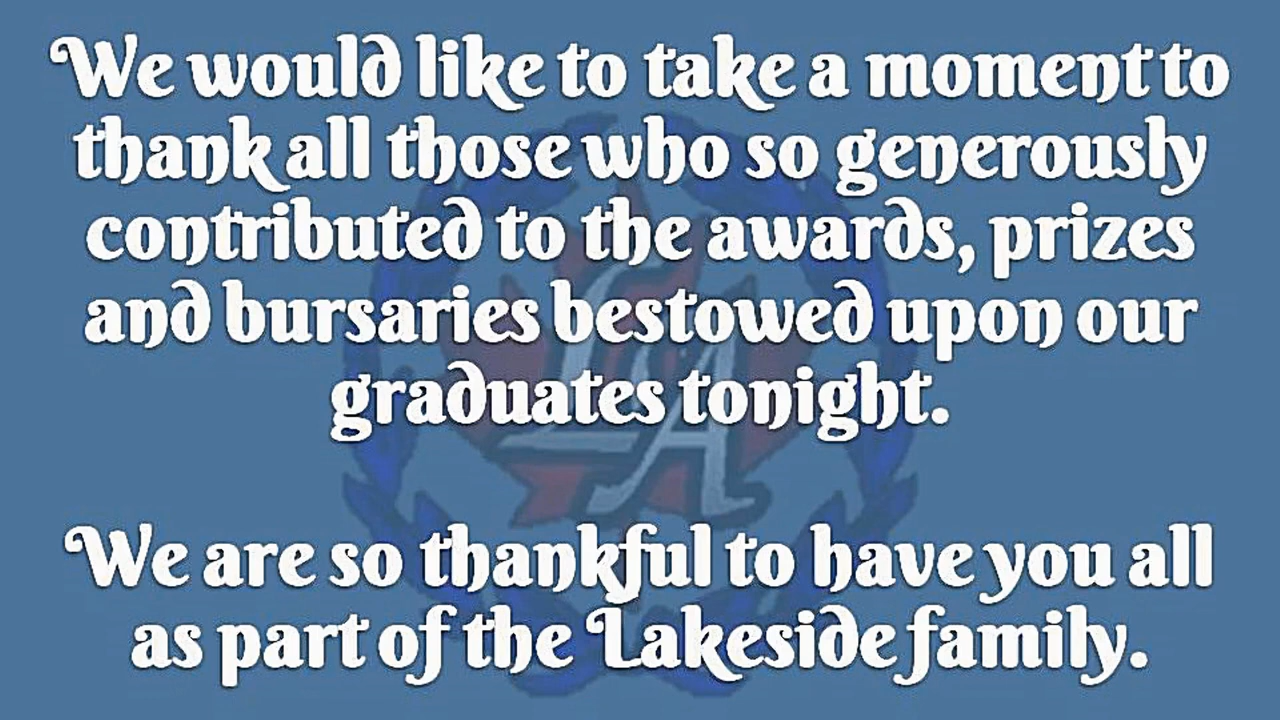 We would like to take a moment to
thank all those who so generously
contributed to the awards, prizes
and bursaries bestowed upon our
graduates tonight.
We are so thankful to have you all
as part of the Lakeside family.
LA